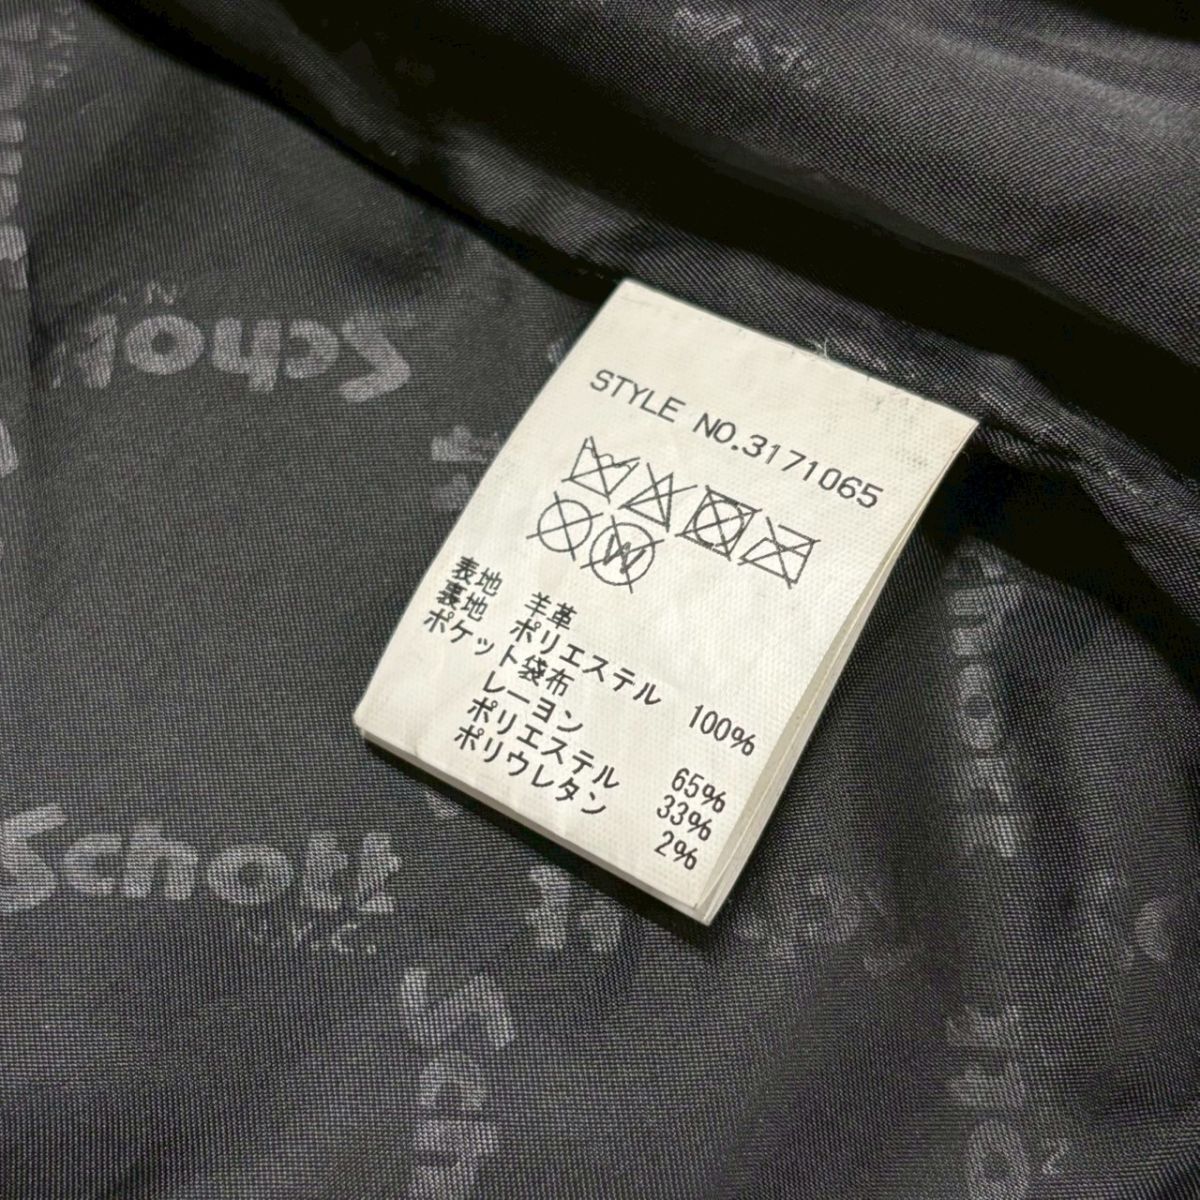 STYLE NO.3171065
W
表地 羊革
裏地 ポリエステル 100%
ポケット袋布
レーヨン 65%
ポリエステル 33%
ポリウレタン 2%
Schott
N.Y.C.
Schott
N.Y.C.
Sch